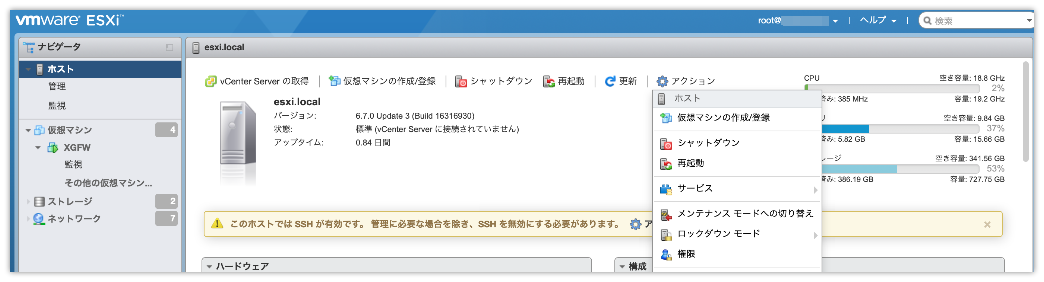 vmware ESXi™
root@
ヘルプ
検索
ナビゲータ
esxi.local
ホスト
管理
監視
仮想マシン 4
XGFW
監視
その他の仮想マシン...
ストレージ 2
ネットワーク 7
vCenter Server の取得
仮想マシンの作成/登録
シャットダウン
再起動
更新
アクション
esxi.local
バージョン: 6.7.0 Update 3 (Build 16316930)
状態: 標準 (vCenter Server に接続されていません)
アップタイム: 0.84 日間
ホスト
仮想マシンの作成/登録
シャットダウン
再起動
サービス
メンテナンス モードへの切り替え
ロックダウン モード
権限
CPU 空き容量: 18.8 GHz
2%
済み: 385 MHz 容量: 19.2 GHz
リ 空き容量: 9.84 GB
37%
済み: 5.82 GB 容量: 15.66 GB
レージ 空き容量: 341.56 GB
53%
済み: 386.19 GB 容量: 727.75 GB
このホストでは SSH が有効です。管理に必要な場合を除き、SSH を無効にする必要があります。 ア
ハードウェア
構成